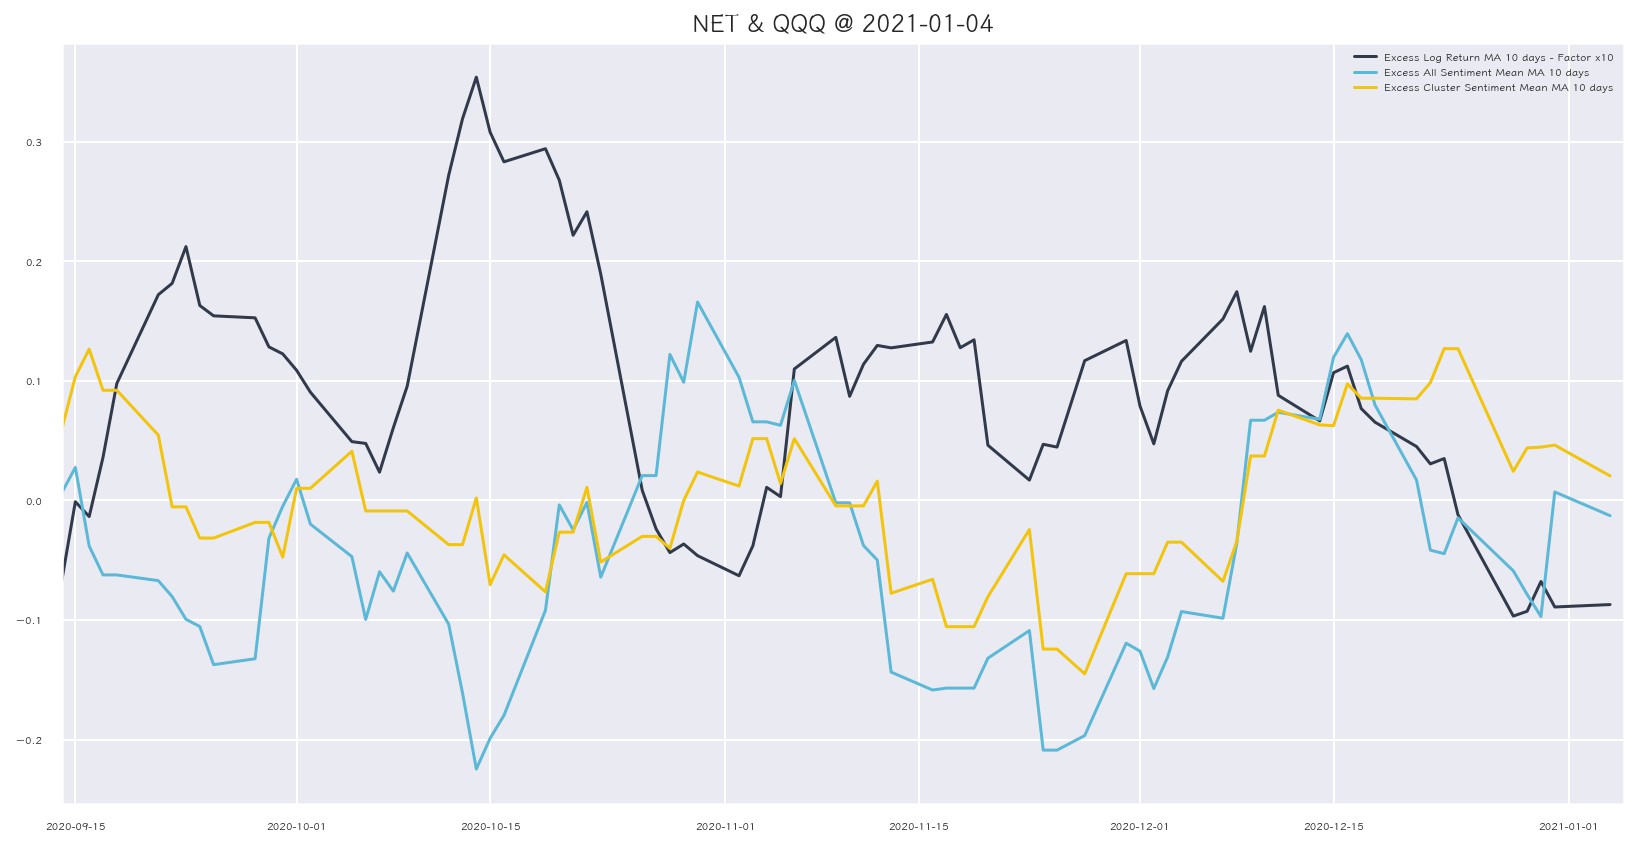 NET & QQQ @ 2021-01-04
Excess Log Return MA 10 days - Factor x10
Excess All Sentiment Mean MA 10 days
Excess Cluster Sentiment Mean MA 10 days
0.3
0.2
0.1
0.0
−0.1
−0.2
2020-09-15 2020-10-01 2020-10-15 2020-11-01 2020-11-15 2020-12-01 2020-12-15 2021-01-01